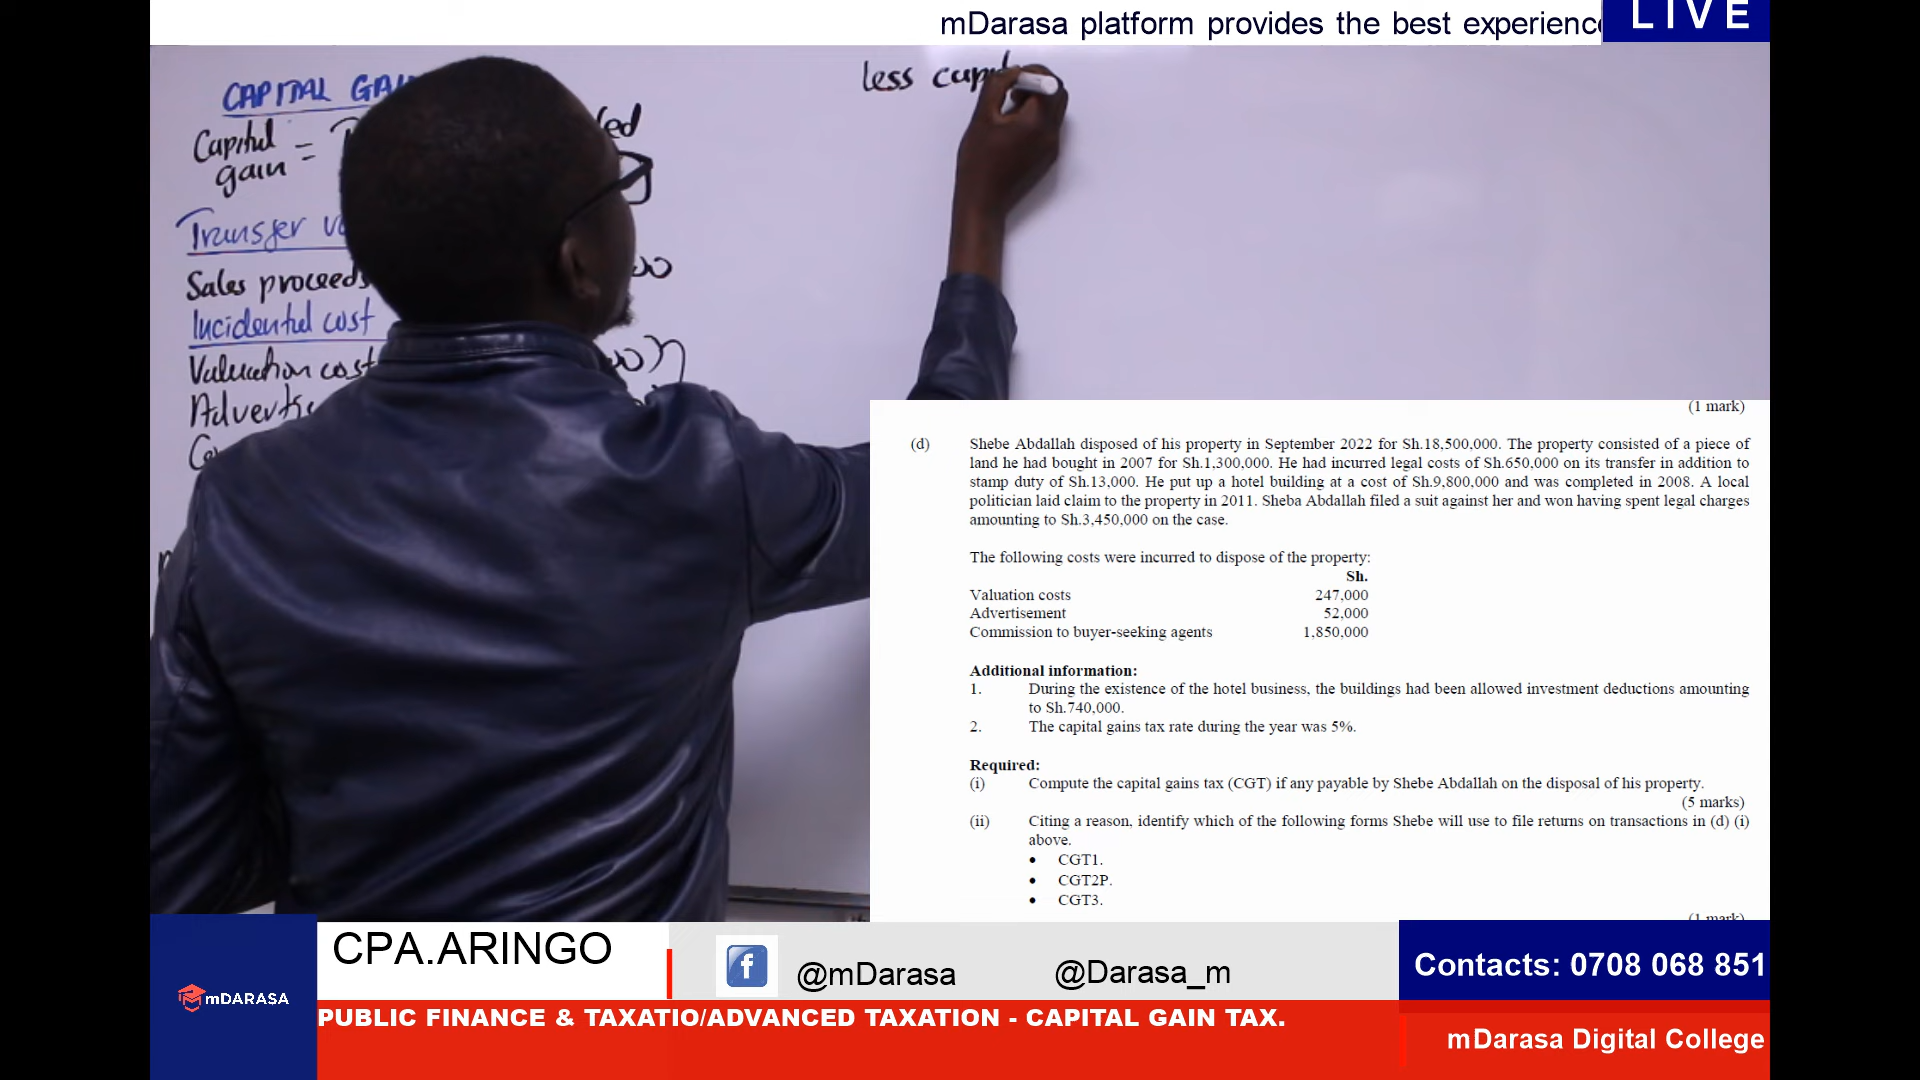 mDarasa platform provides the best experience
LIVE
CAPITAL GAI
less capit
Capital
gain =
led
Transfer va
Sales proceeds
Incidental cost
Valuation cost
Adverti
(1 mark)
(d) Shebe Abdallah disposed of his property in September 2022 for Sh.18,500,000. The property consisted of a piece of
land he had bought in 2007 for Sh.1,300,000. He had incurred legal costs of Sh.650,000 on its transfer in addition to
stamp duty of Sh.13,000. He put up a hotel building at a cost of Sh.9,800,000 and was completed in 2008. A local
politician laid claim to the property in 2011. Sheba Abdallah filed a suit against her and won having spent legal charges
amounting to Sh.3,450,000 on the case.
The following costs were incurred to dispose of the property:
Sh.
Valuation costs 247,000
Advertisement 52,000
Commission to buyer-seeking agents 1,850,000
Additional information:
1. During the existence of the hotel business, the buildings had been allowed investment deductions amounting
to Sh.740,000.
2. The capital gains tax rate during the year was 5%.
Required:
(i) Compute the capital gains tax (CGT) if any payable by Shebe Abdallah on the disposal of his property.
(5 marks)
(ii) Citing a reason, identify which of the following forms Shebe will use to file returns on transactions in (d) (i)
above.
• CGT1.
• CGT2P.
• CGT3.
(1 mark)
CPA.ARINGO
@mDarasa
@Darasa_m
Contacts: 0708 068 851
mDARASA
PUBLIC FINANCE & TAXATIO/ADVANCED TAXATION - CAPITAL GAIN TAX.
mDarasa Digital College